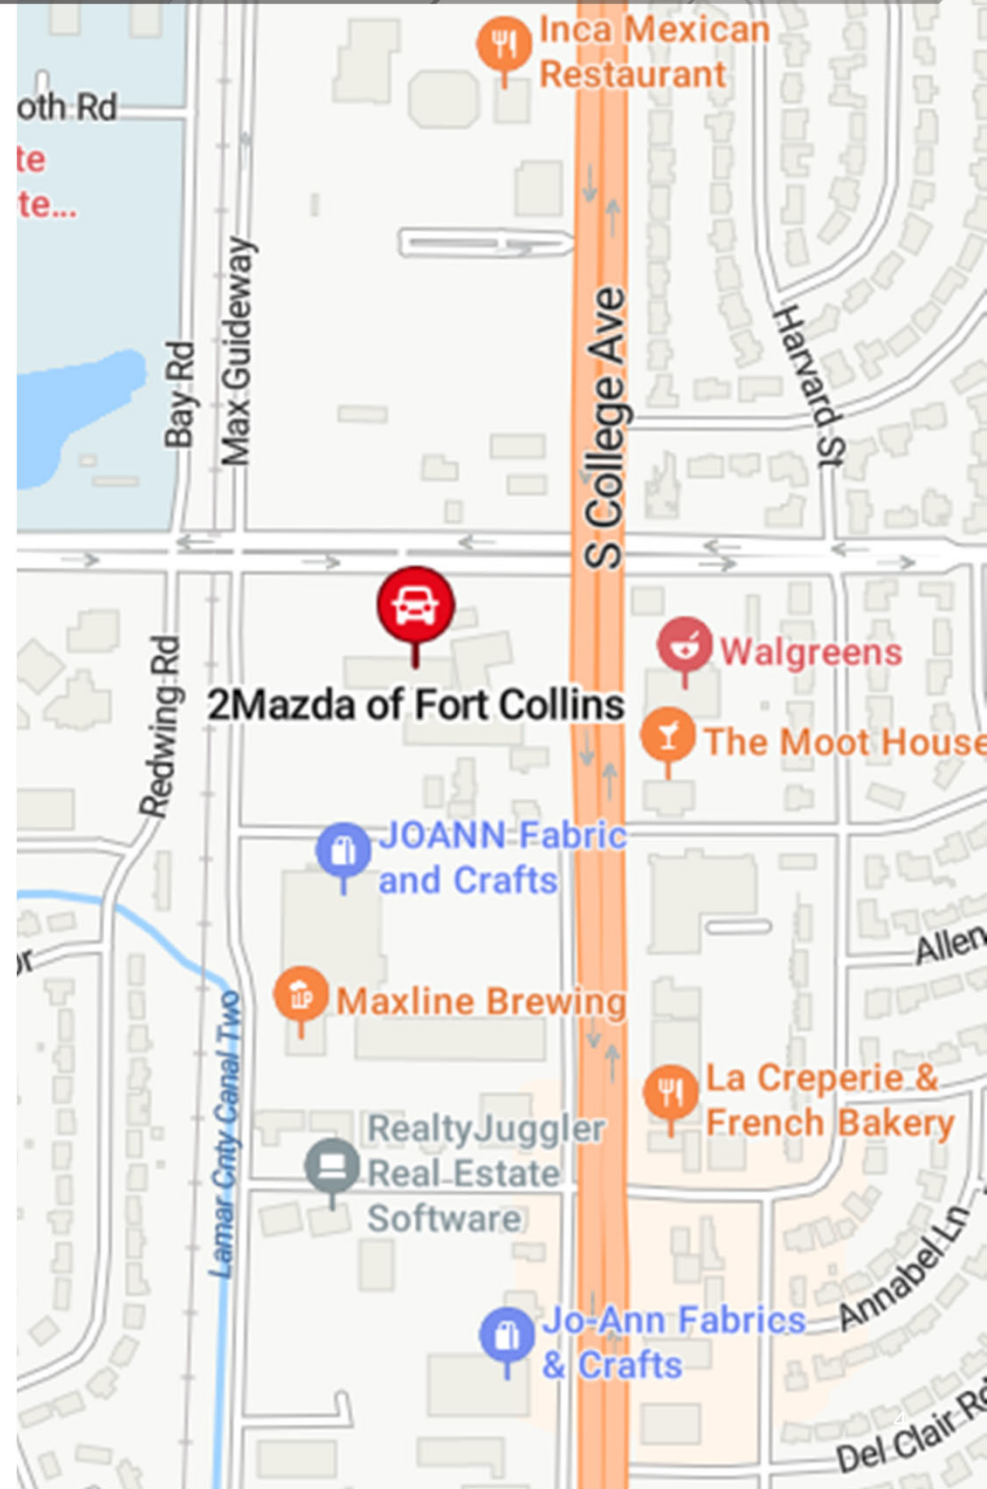 Inca Mexican
Restaurant
oth Rd
te
te...
Bay Rd
Max Guideway
S College Ave
Harvard St
Walgreens
2Mazda of Fort Collins
Redwing Rd
The Moot House
JOANN Fabric
and Crafts
Allen
or
Maxline Brewing
Lamar Cnty Canal Two
La Creperie &
French Bakery
RealtyJuggler
Real Estate
Software
Annabel Ln
Jo-Ann Fabrics
& Crafts
Del Clair Rd